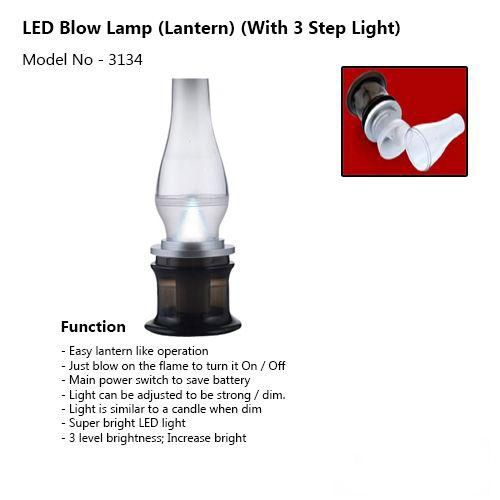 LED Blow Lamp (Lantern) (With 3 Step Light)
Model No - 3134
Function
- Easy lantern like operation
- Just blow on the flame to turn it On / Off
- Main power switch to save battery
- Light can be adjusted to be strong / dim.
- Light is similar to a candle when dim
- Super bright LED light
- 3 level brightness; Increase bright